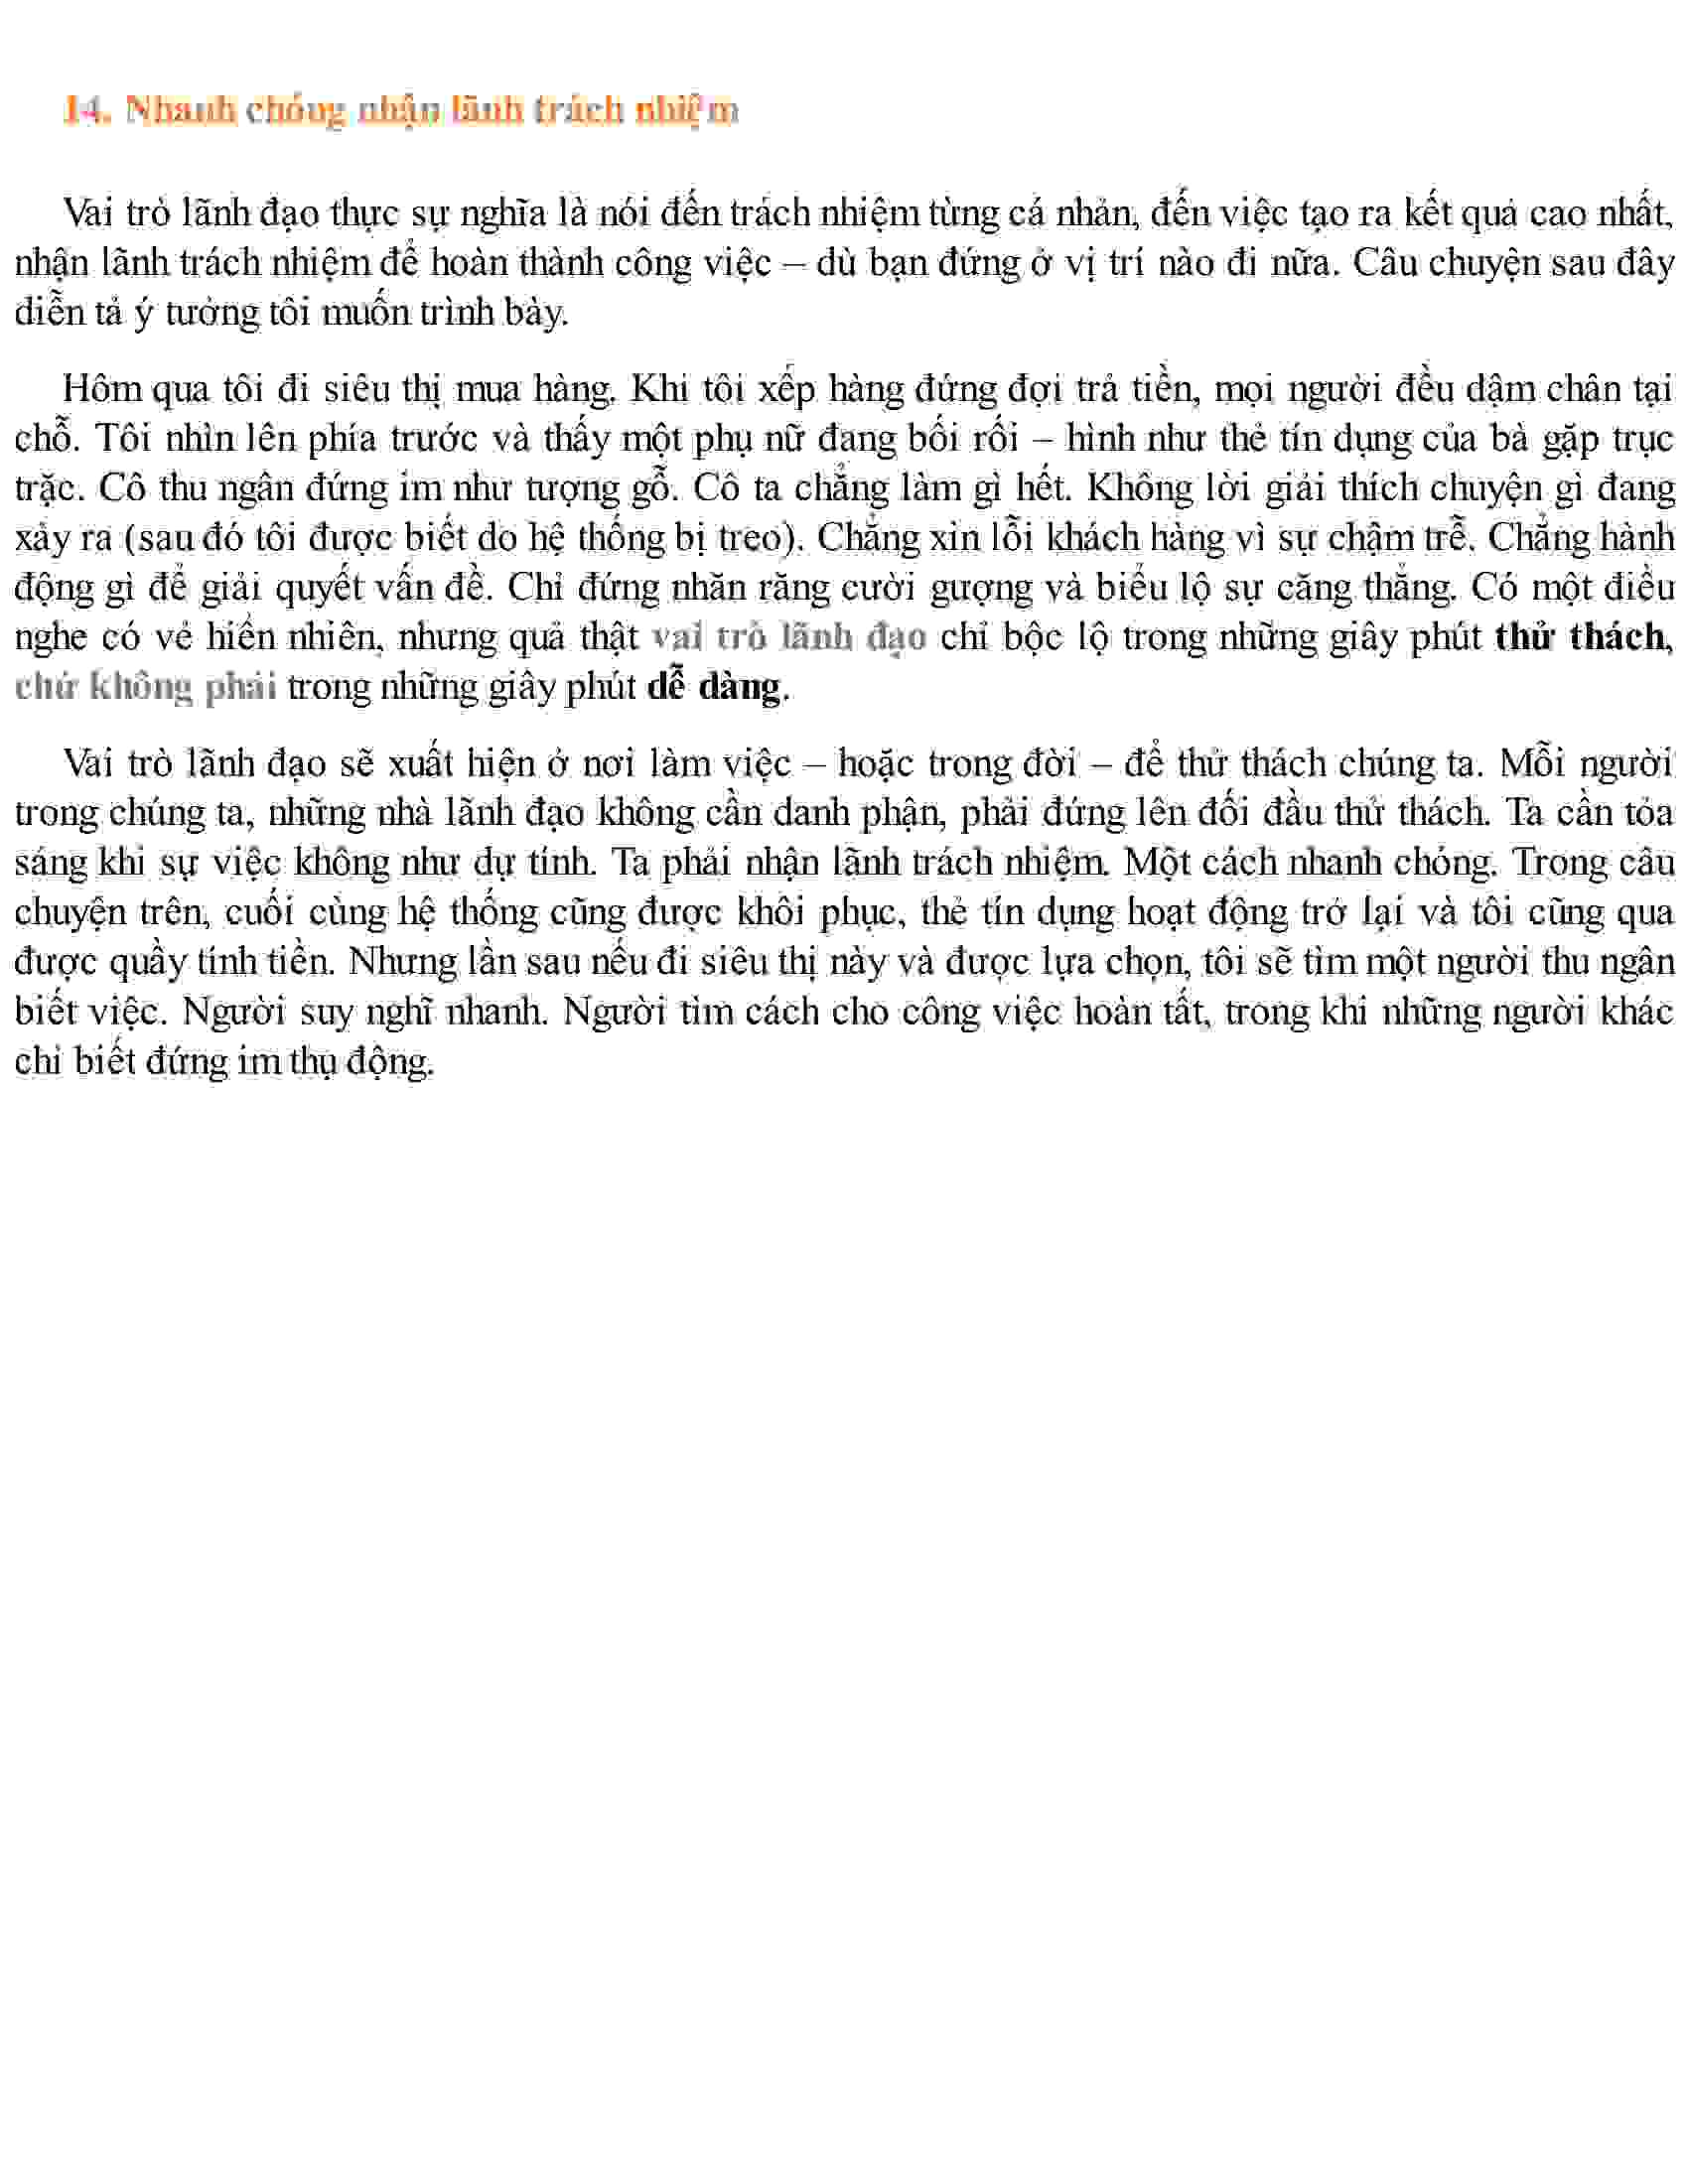 14. Nhanh chóng nhận lãnh trách nhiệm
Vai trò lãnh đạo thực sự nghĩa là nói đến trách nhiệm từng cá nhân, đến việc tạo ra kết quả cao nhất,
nhận lãnh trách nhiệm để hoàn thành công việc – dù bạn đứng ở vị trí nào đi nữa. Câu chuyện sau đây
diễn tả ý tưởng tôi muốn trình bày.
Hôm qua tôi đi siêu thị mua hàng. Khi tôi xếp hàng đứng đợi trả tiền, mọi người đều dậm chân tại
chỗ. Tôi nhìn lên phía trước và thấy một phụ nữ đang bối rối – hình như thẻ tín dụng của bà gặp trục
trặc. Cô thu ngân đứng im như tượng gỗ. Cô ta chẳng làm gì hết. Không lời giải thích chuyện gì đang
xảy ra (sau đó tôi được biết do hệ thống bị treo). Chẳng xin lỗi khách hàng vì sự chậm trễ. Chẳng hành
động gì để giải quyết vấn đề. Chỉ đứng nhăn răng cười gượng và biểu lộ sự căng thẳng. Có một điều
nghe có vẻ hiển nhiên, nhưng quả thật vai trò lãnh đạo chỉ bộc lộ trong những giây phút thử thách,
chứ không phải trong những giây phút dễ dàng.
Vai trò lãnh đạo sẽ xuất hiện ở nơi làm việc – hoặc trong đời – để thử thách chúng ta. Mỗi người
trong chúng ta, những nhà lãnh đạo không cần danh phận, phải đứng lên đối đầu thử thách. Ta cần tỏa
sáng khi sự việc không như dự tính. Ta phải nhận lãnh trách nhiệm. Một cách nhanh chóng. Trong câu
chuyện trên, cuối cùng hệ thống cũng được khôi phục, thẻ tín dụng hoạt động trở lại và tôi cũng qua
được quầy tính tiền. Nhưng lần sau nếu đi siêu thị này và được lựa chọn, tôi sẽ tìm một người thu ngân
biết việc. Người suy nghĩ nhanh. Người tìm cách cho công việc hoàn tất, trong khi những người khác
chỉ biết đứng im thụ động.